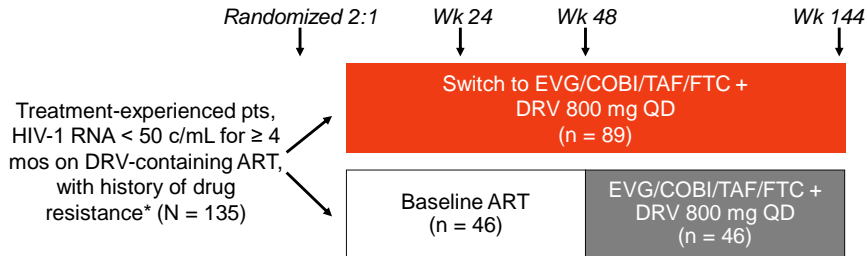 Randomized 2:1 Wk 24 Wk 48 Wk 144
Switch to EVG/COBI/TAF/FTC +
DRV 800 mg QD
(n = 89)
Treatment-experienced pts,
HIV-1 RNA < 50 c/mL for ≥ 4
mos on DRV-containing ART,
with history of drug
resistance* (N = 135)
Baseline ART
(n = 46)
EVG/COBI/TAF/FTC +
DRV 800 mg QD
(n = 46)